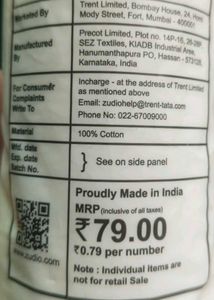 Marketed By
Trent Limited, Bombay House, 24, Homi
Mody Street, Fort, Mumbai - 400001
Manufactured By
Precot Limited, Plot no. 14P-16, 26-28P
SEZ Textiles, KIADB Industrial Area,
Hanumanthapura PO, Hassan - 573128,
Karnataka, India
For Consumer Complaints Write To
Incharge - at the address of Trent Limited
as mentioned above
Email: zudiohelp@trent-tata.com
Phone No: 022-67009000
Material
100% Cotton
Mfd. date
Exp. date
Batch No.
} See on side panel
Proudly Made in India
MRP (inclusive of all taxes)
₹79.00
₹0.79 per number
Note : Individual items are
not for retail Sale
www.zudio.com